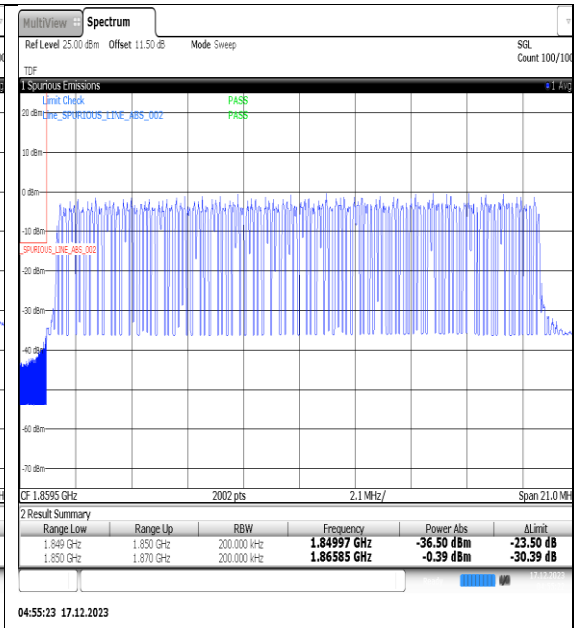 MultiView Spectrum
Ref Level 25.00 dBm Offset 11.50 dB Mode Sweep SGL
Count 100/100
TDF
1 Spurious Emissions 1 Avg
Limit Check PASS
Line_SPURIOUS_LINE_ABS_002 PASS
20 dBm
10 dBm
0 dBm
-10 dBm
_SPURIOUS_LINE_ABS_002
-20 dBm
-30 dBm
-40 dBm
-60 dBm
-70 dBm
CF 1.8595 GHz 2002 pts 2.1 MHz/ Span 21.0 MH
2 Result Summary
Range Low Range Up RBW Frequency Power Abs ΔLimit
1.849 GHz 1.850 GHz 200.000 kHz 1.84997 GHz -36.50 dBm -23.50 dB
1.850 GHz 1.870 GHz 200.000 kHz 1.86585 GHz -0.39 dBm -30.39 dB
17.12.2023
04:55:23 17.12.2023